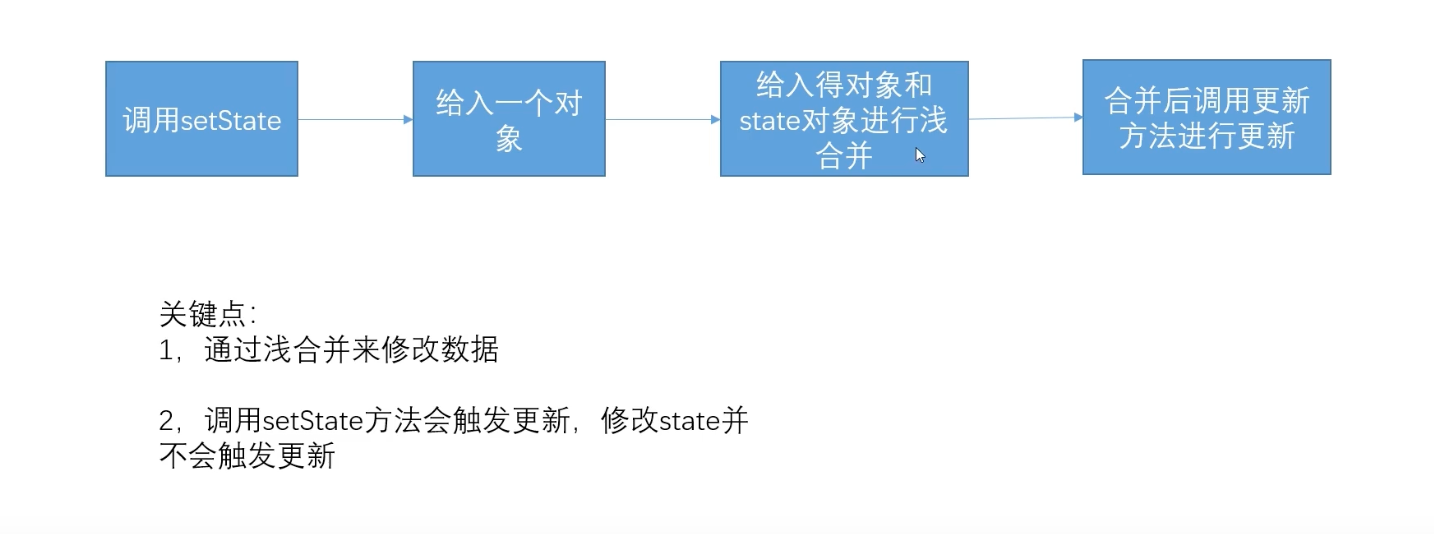 调用setState
给入一个对
象
给入得对象和
state对象进行浅
合并
合并后调用更新
方法进行更新
关键点：
1，通过浅合并来修改数据
2，调用setState方法会触发更新，修改state并
不会触发更新